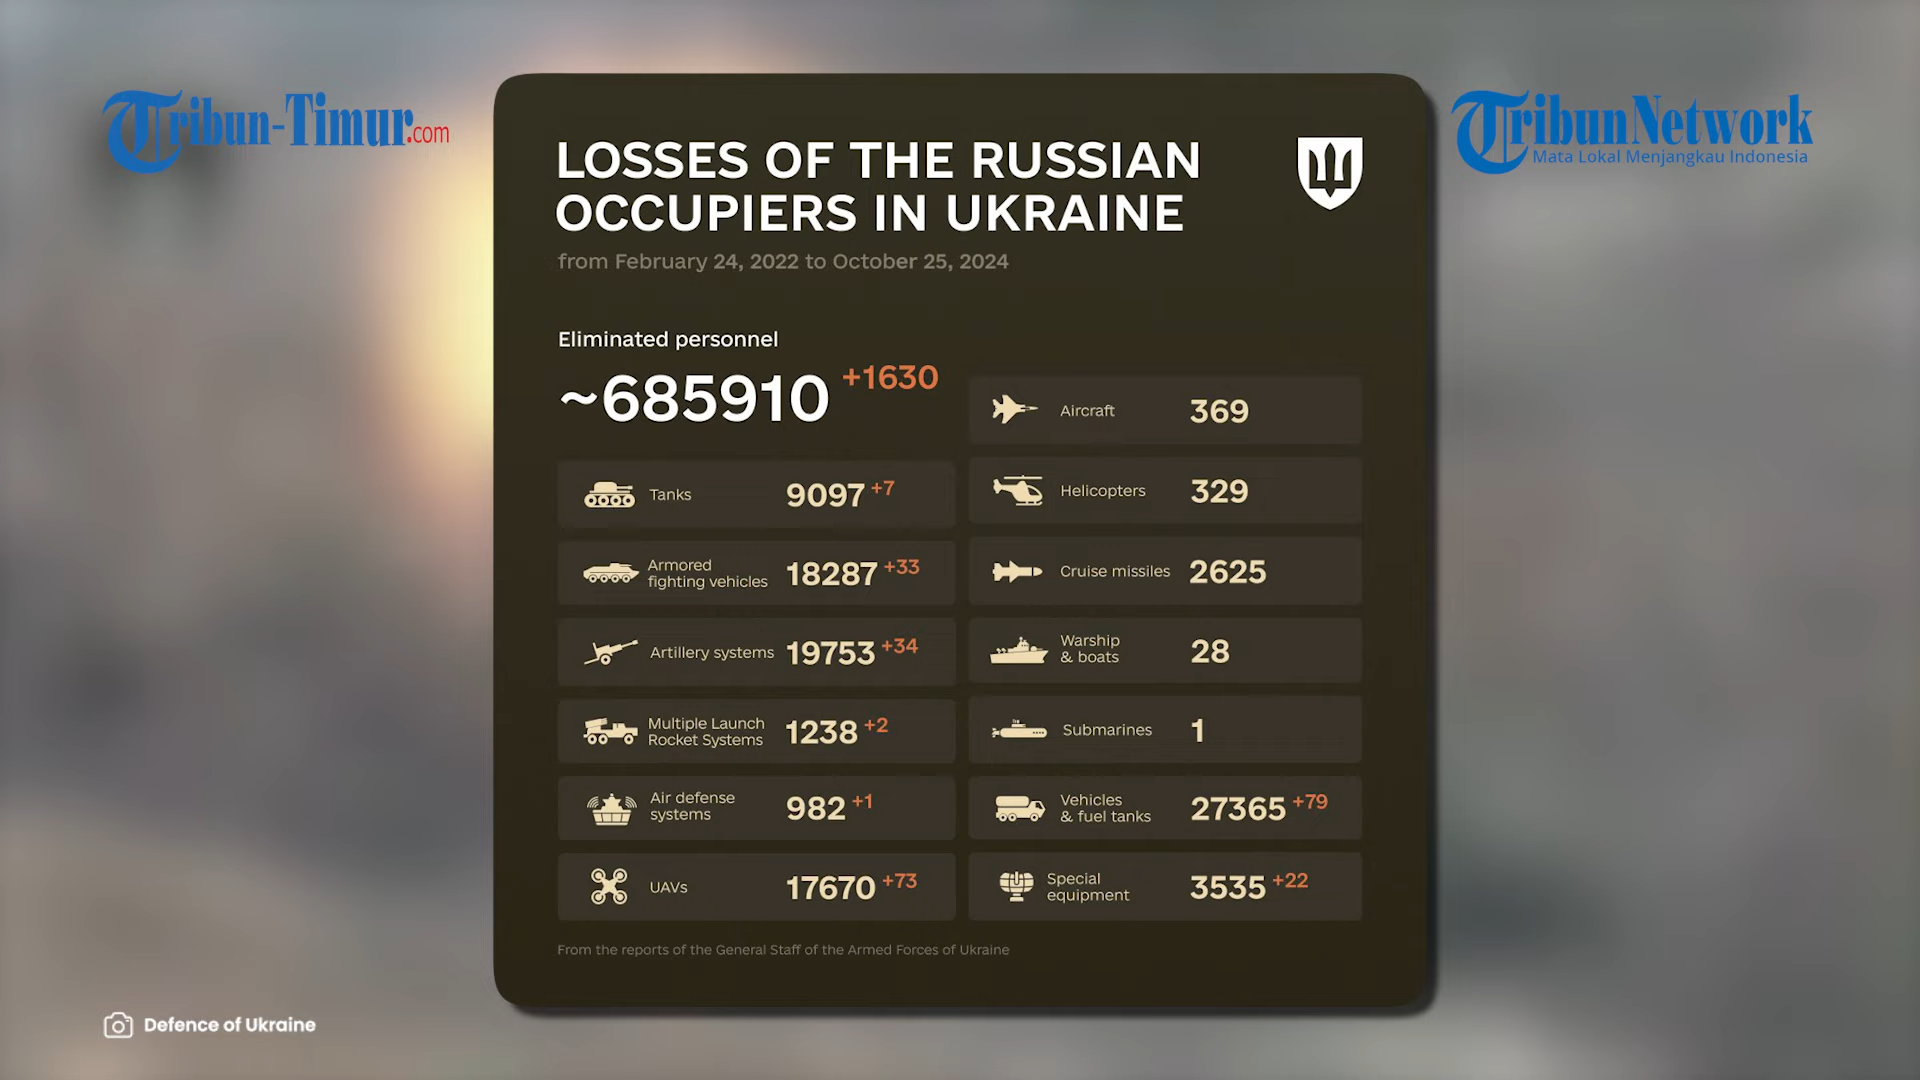 Tribun-Timur.com
TribunNetwork
Mata Lokal Menjangkau Indonesia
LOSSES OF THE RUSSIAN
OCCUPIERS IN UKRAINE
from February 24, 2022 to October 25, 2024
Eliminated personnel
~685910 +1630
Tanks 9097 +7
Armored
fighting vehicles 18287 +33
Artillery systems 19753 +34
Multiple Launch
Rocket Systems 1238 +2
Air defense
systems 982 +1
UAVs 17670 +73
Aircraft 369
Helicopters 329
Cruise missiles 2625
Warship
& boats 28
Submarines 1
Vehicles
& fuel tanks 27365 +79
Special
equipment 3535 +22
From the reports of the General Staff of the Armed Forces of Ukraine
Defence of Ukraine